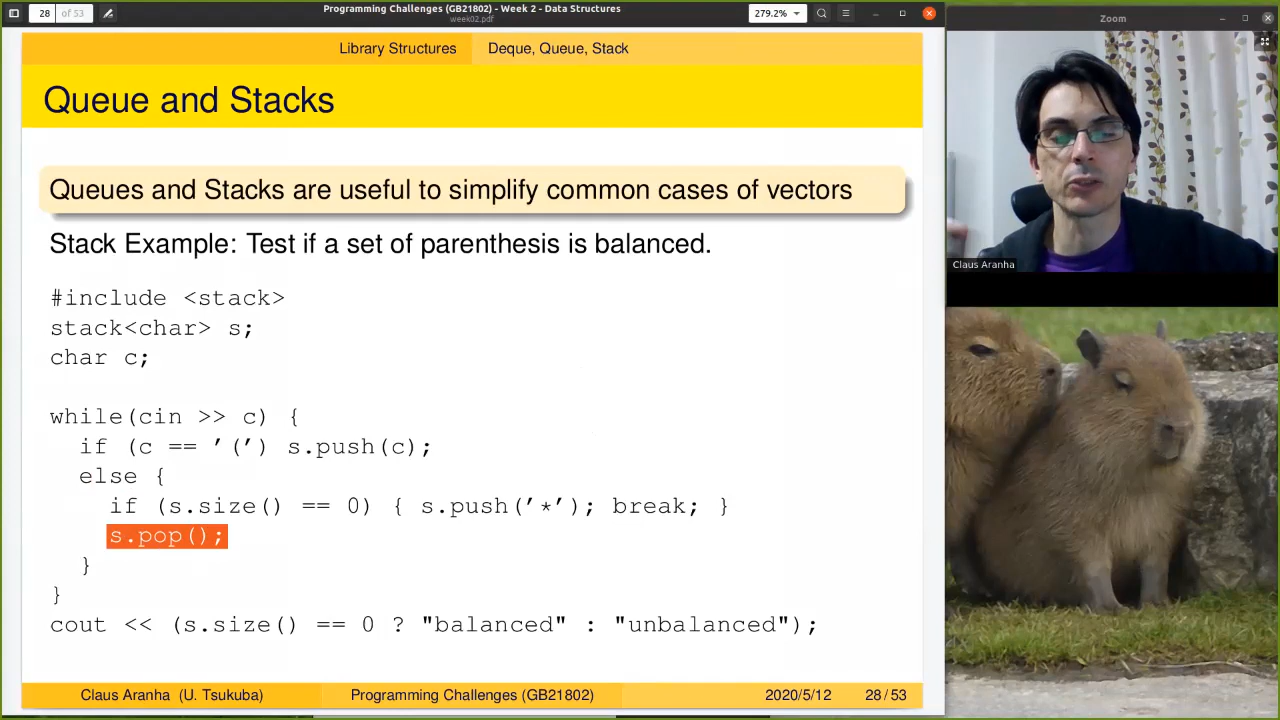 28 of 53
Programming Challenges (GB21802) - Week 2 - Data Structures
week02.pdf
279.2%
Zoom
Library Structures
Deque, Queue, Stack
Queue and Stacks
Queues and Stacks are useful to simplify common cases of vectors
Stack Example: Test if a set of parenthesis is balanced.
#include <stack>
stack<char> s;
char c;
while(cin >> c) {
if (c == ’(’) s.push(c);
else {
if (s.size() == 0) { s.push(’*’); break; }
s.pop();
}
}
cout << (s.size() == 0 ? "balanced" : "unbalanced");
Claus Aranha (U. Tsukuba)
Programming Challenges (GB21802)
2020/5/12
28 / 53
Claus Aranha